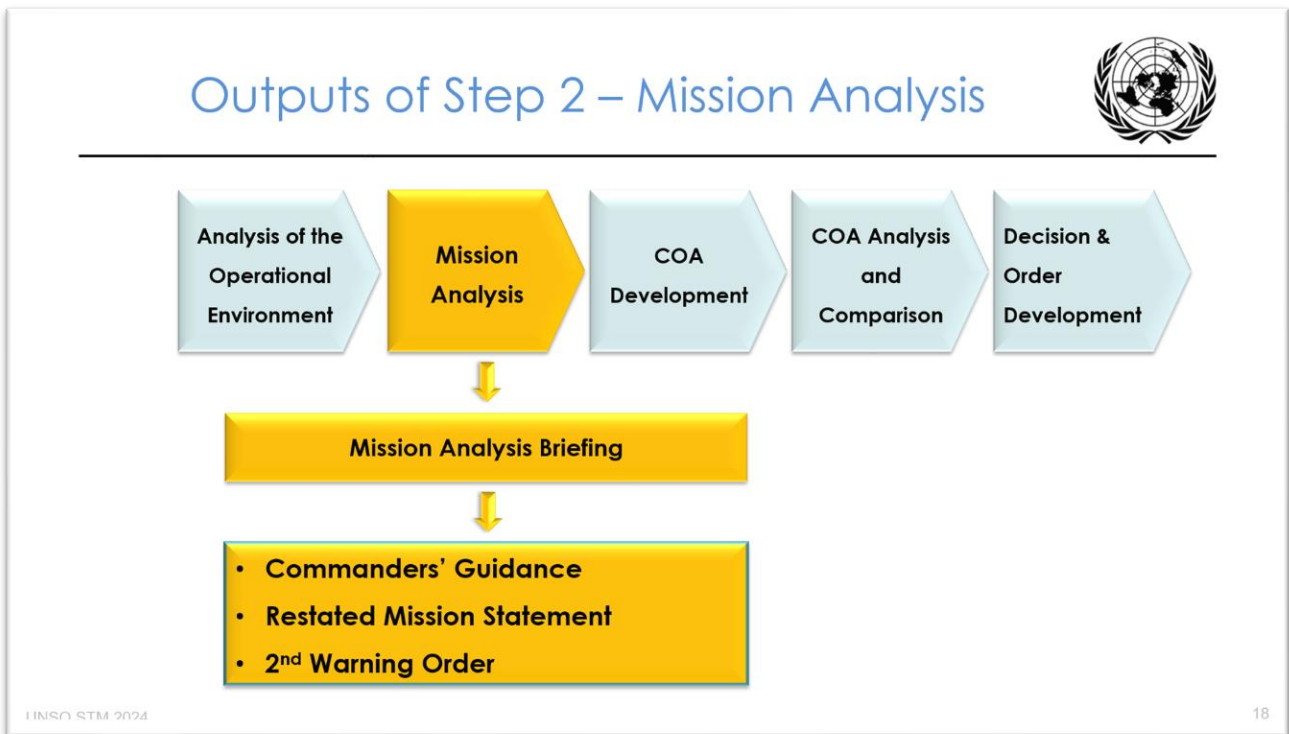 Outputs of Step 2 – Mission Analysis
Analysis of the
Operational
Environment
Mission
Analysis
COA
Development
COA Analysis
and
Comparison
Decision &
Order
Development
Mission Analysis Briefing
• Commanders’ Guidance
• Restated Mission Statement
• 2nd Warning Order
UNSO STM 2024
18